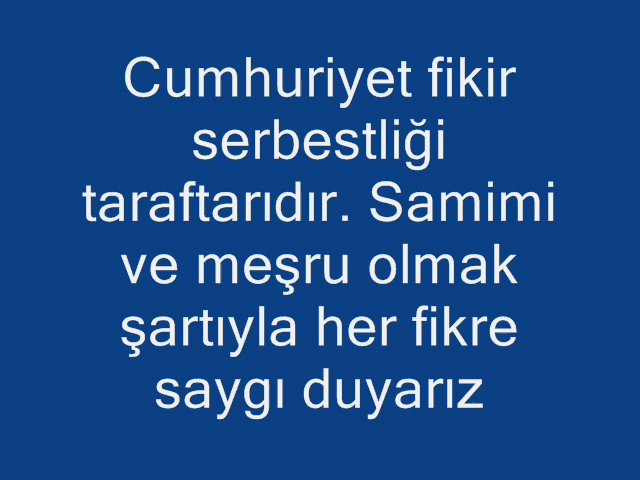 Cumhuriyet fikir
serbestliği
taraftarıdır. Samimi
ve meşru olmak
şartıyla her fikre
saygı duyarız